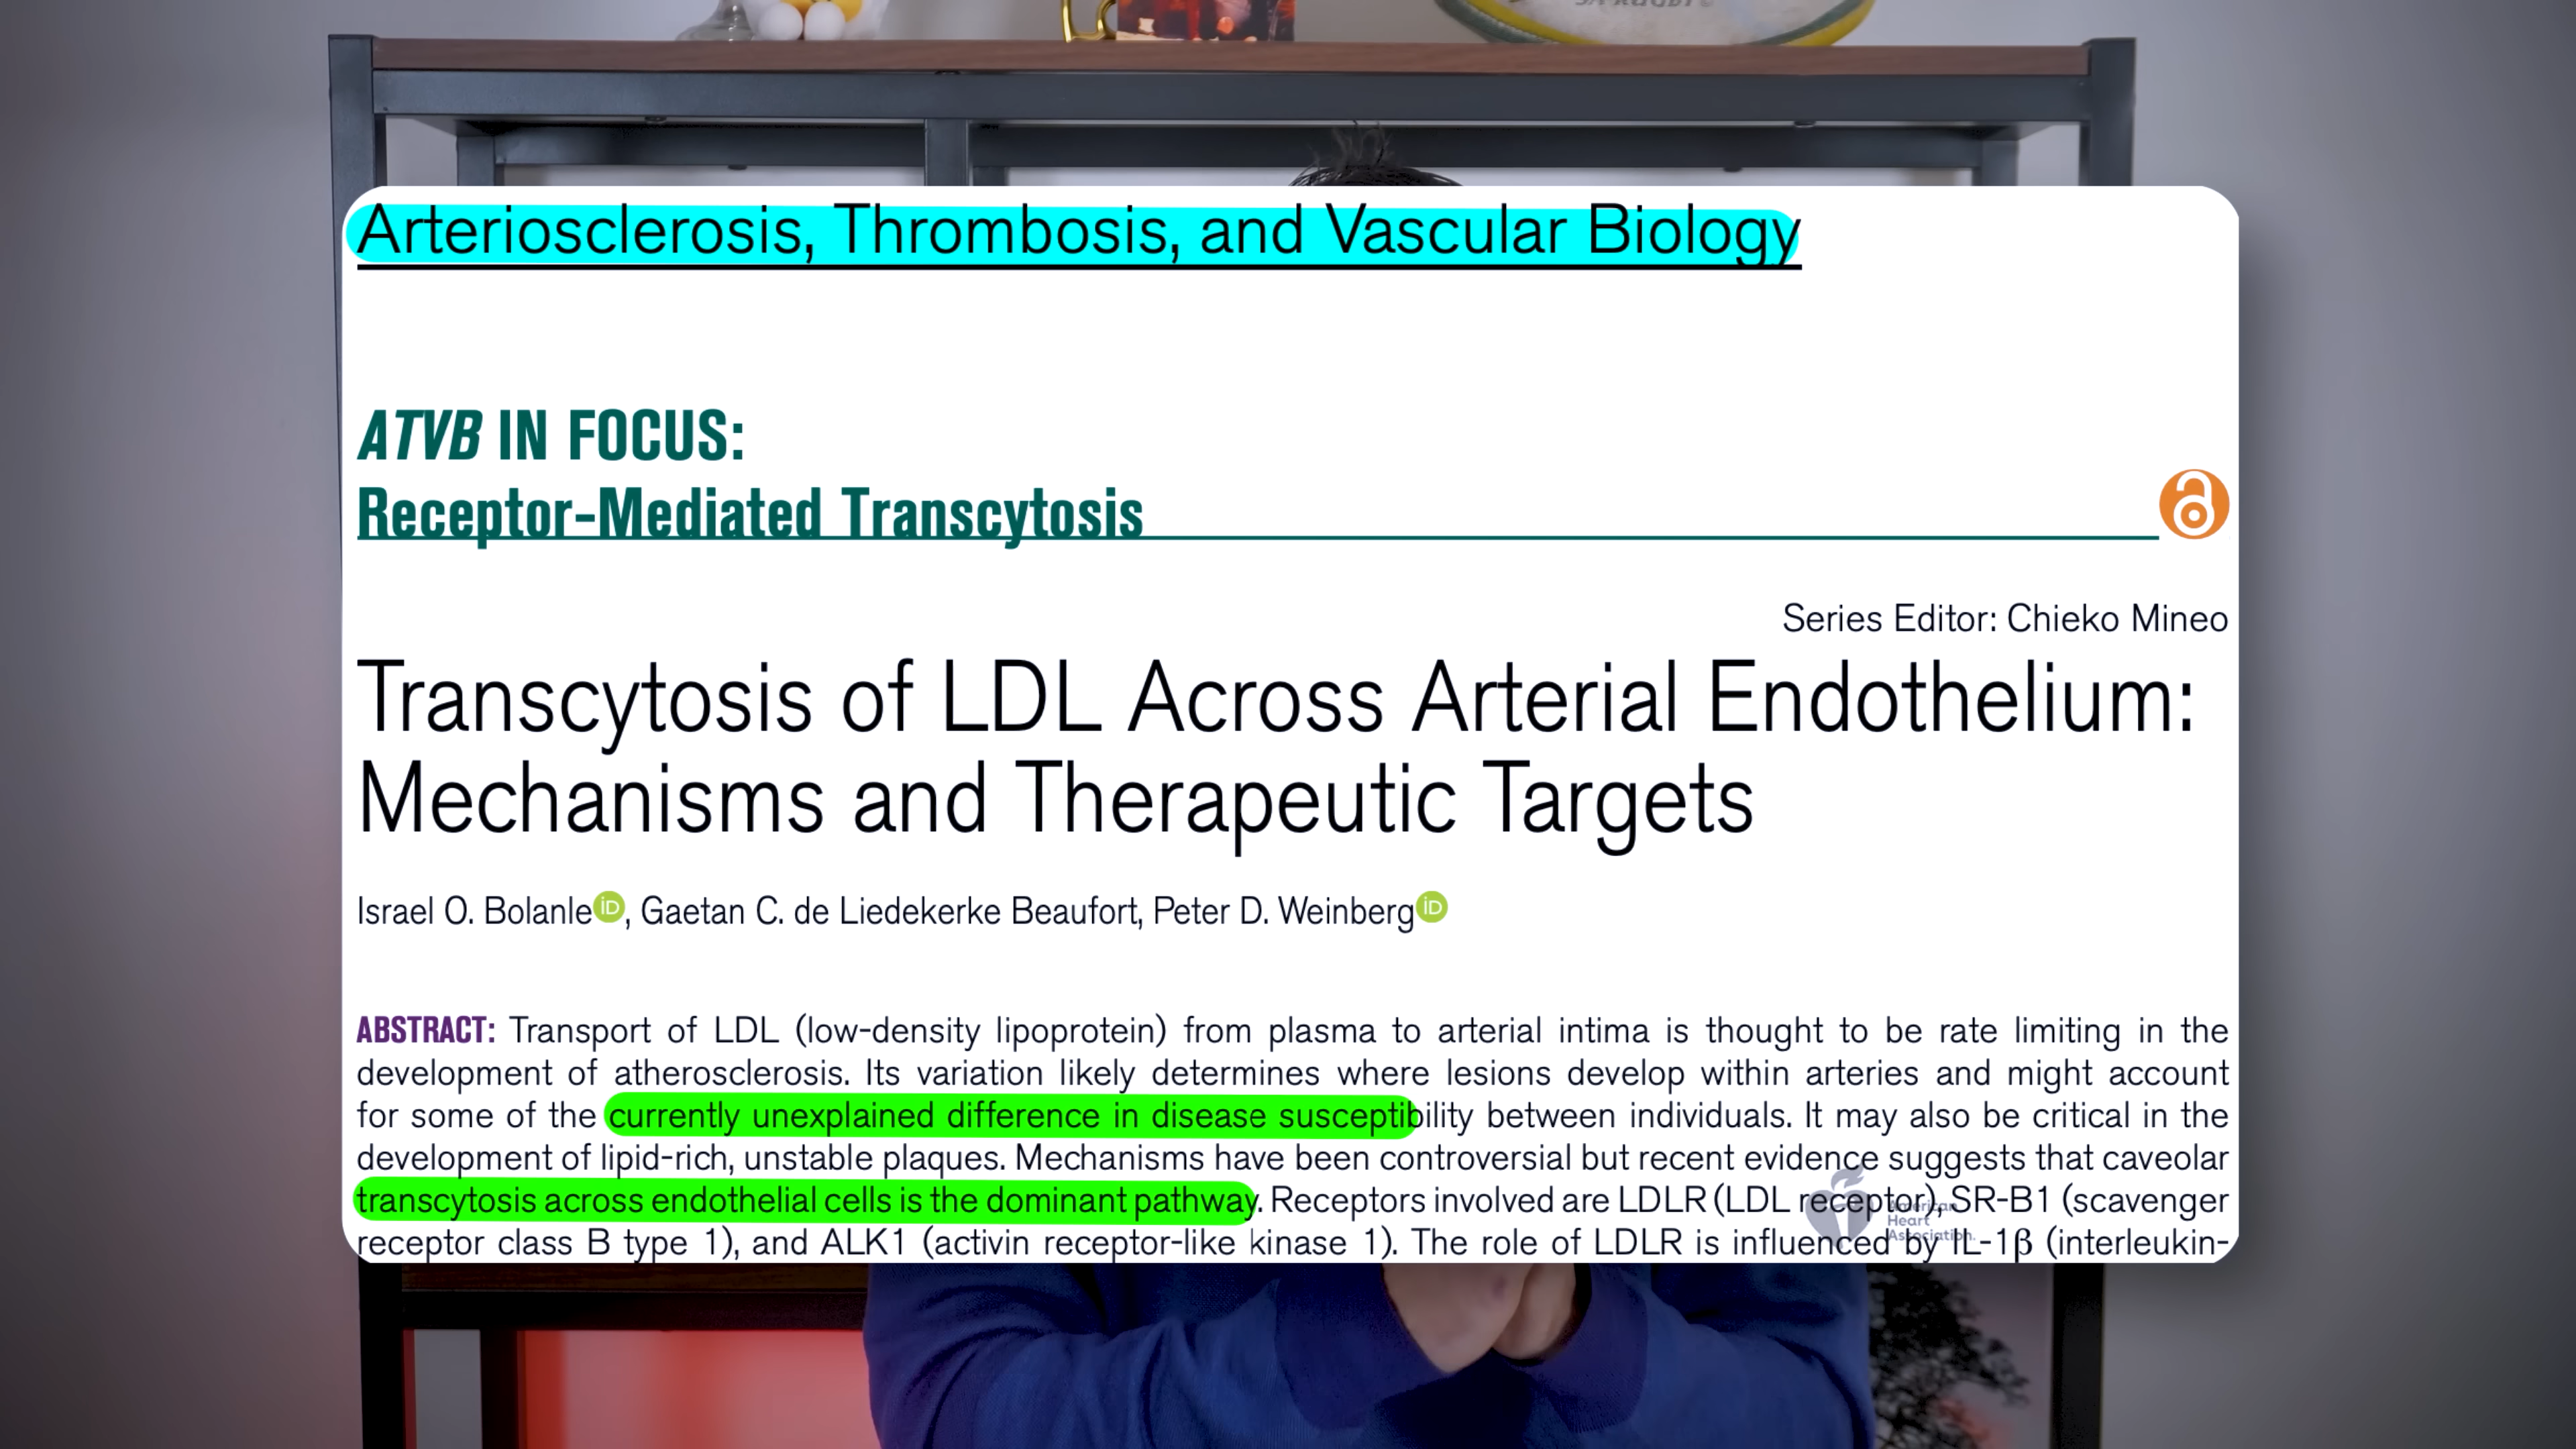 SA RUGBY©
Arteriosclerosis, Thrombosis, and Vascular Biology
ATVB IN FOCUS:
Receptor-Mediated Transcytosis
Series Editor: Chieko Mineo
Transcytosis of LDL Across Arterial Endothelium:
Mechanisms and Therapeutic Targets
Israel O. Bolanle iD, Gaetan C. de Liedekerke Beaufort, Peter D. Weinberg iD
ABSTRACT: Transport of LDL (low-density lipoprotein) from plasma to arterial intima is thought to be rate limiting in the
development of atherosclerosis. Its variation likely determines where lesions develop within arteries and might account
for some of the currently unexplained difference in disease susceptibility between individuals. It may also be critical in the
development of lipid-rich, unstable plaques. Mechanisms have been controversial but recent evidence suggests that caveolar
transcytosis across endothelial cells is the dominant pathway. Receptors involved are LDLR (LDL receptor), SR-B1 (scavenger
receptor class B type 1), and ALK1 (activin receptor-like kinase 1). The role of LDLR is influenced by IL-1β (interleukin-
American
Heart
Association.